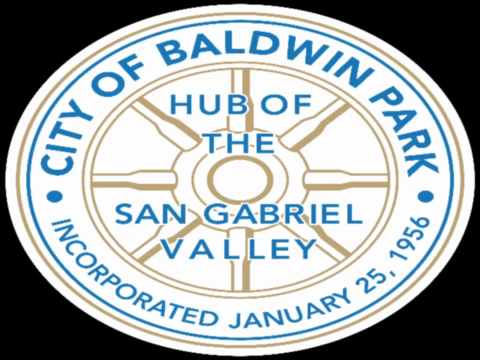 CITY OF BALDWIN PARK
HUB OF
THE
SAN GABRIEL
VALLEY
INCORPORATED JANUARY 25, 1956